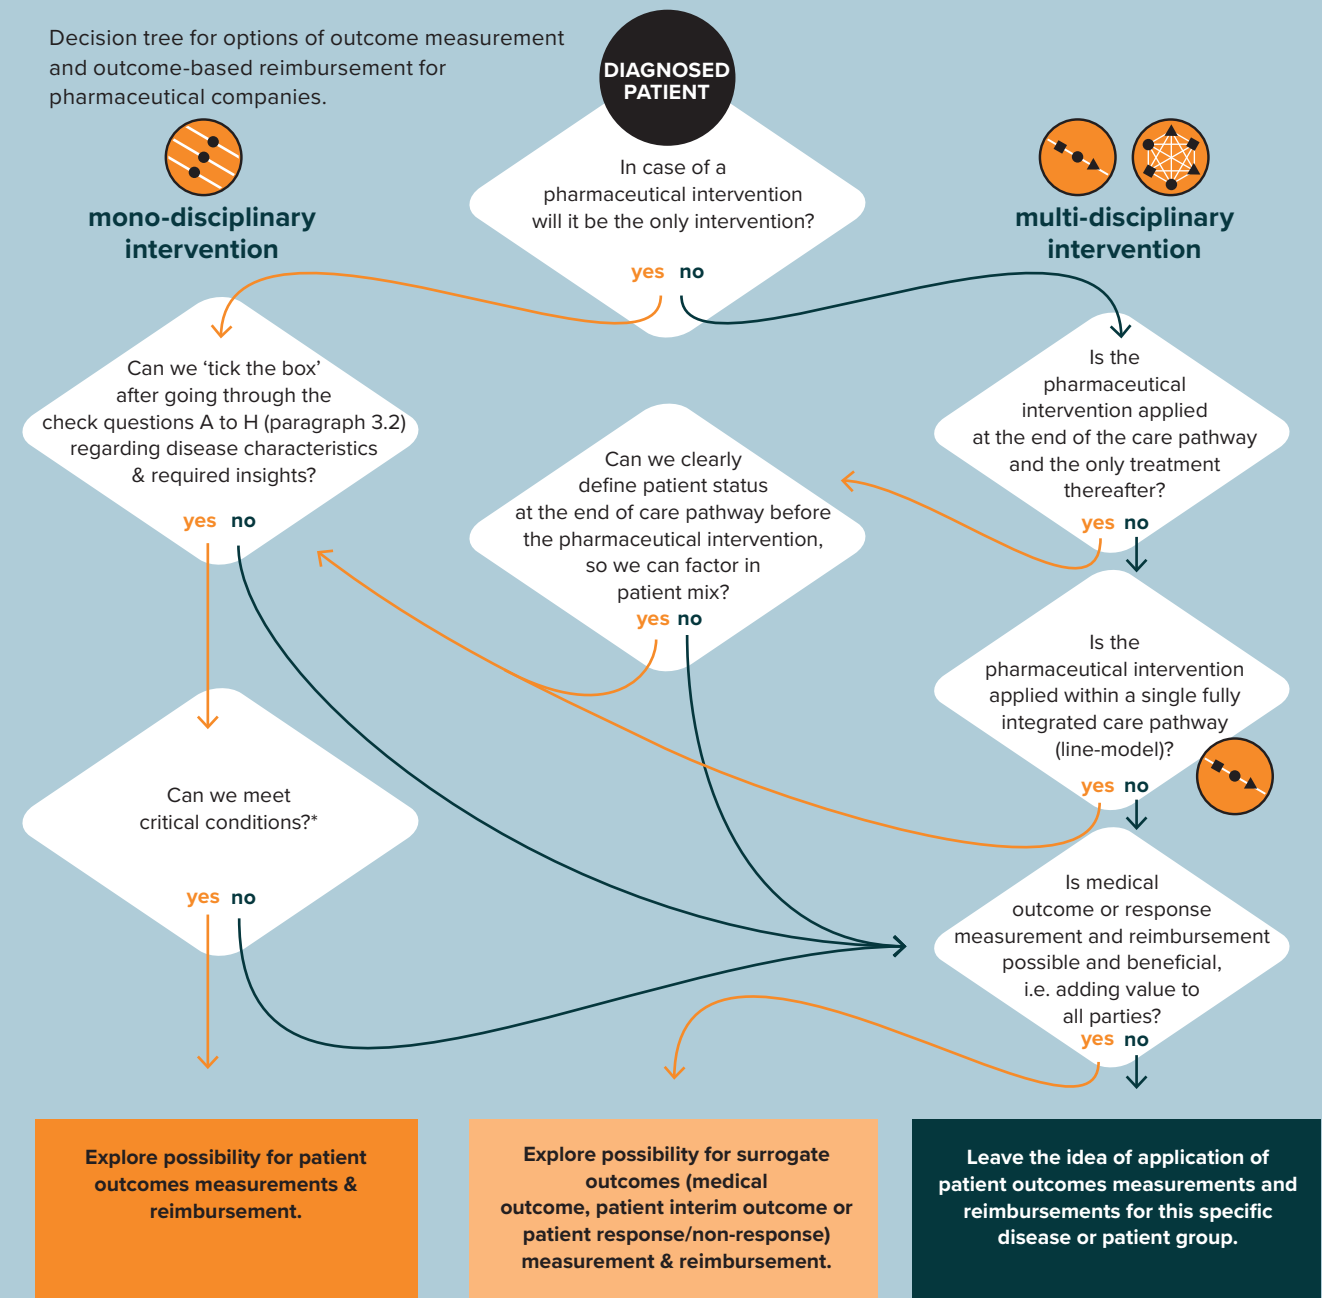 Decision tree for options of outcome measurement
and outcome-based reimbursement for
pharmaceutical companies.
DIAGNOSED
PATIENT
In case of a
pharmaceutical intervention
will it be the only intervention?
yes no
mono-disciplinary
intervention
multi-disciplinary
intervention
Can we ‘tick the box’
after going through the
check questions A to H (paragraph 3.2)
regarding disease characteristics
& required insights?
yes no
Can we clearly
define patient status
at the end of care pathway before
the pharmaceutical intervention,
so we can factor in
patient mix?
yes no
Is the
pharmaceutical
intervention applied
at the end of the care pathway
and the only treatment
thereafter?
yes no
Is the
pharmaceutical intervention
applied within a single fully
integrated care pathway
(line-model)?
yes no
Can we meet
critical conditions?*
yes no
Is medical
outcome or response
measurement and reimbursement
possible and beneficial,
i.e. adding value to
all parties?
yes no
Explore possibility for patient
outcomes measurements &
reimbursement.
Explore possibility for surrogate
outcomes (medical
outcome, patient interim outcome or
patient response/non-response)
measurement & reimbursement.
Leave the idea of application of
patient outcomes measurements and
reimbursements for this specific
disease or patient group.